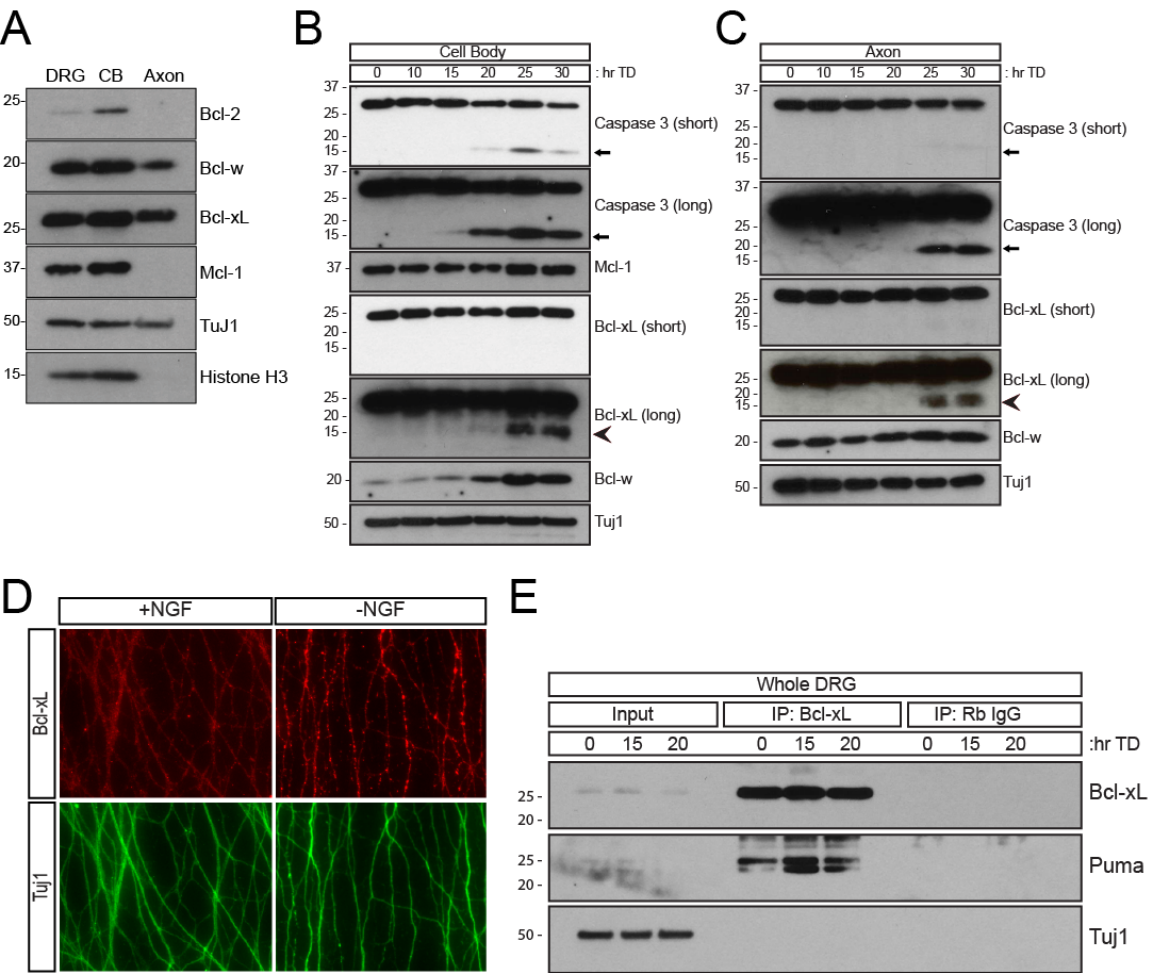 A
DRG CB Axon
25-
Bcl-2
20-
Bcl-w
25-
Bcl-xL
37-
Mcl-1
50-
TuJ1
15-
Histone H3
B
Cell Body
0 10 15 20 25 30 : hr TD
37 -
25 -
20 -
15 -
Caspase 3 (short)
37 -
25 -
20 -
15 -
Caspase 3 (long)
37 -
Mcl-1
25 -
20 -
15 -
Bcl-xL (short)
25 -
20 -
15 -
Bcl-xL (long)
20 -
Bcl-w
50 -
Tuj1
C
Axon
0 10 15 20 25 30 : hr TD
37 -
25 -
20 -
15 -
Caspase 3 (short)
37 -
25 -
20 -
15 -
Caspase 3 (long)
25 -
20 -
15 -
Bcl-xL (short)
25 -
20 -
15 -
Bcl-xL (long)
20 -
Bcl-w
50 -
Tuj1
D
+NGF -NGF
Bcl-xL
Tuj1
E
Whole DRG
Input IP: Bcl-xL IP: Rb IgG
0 15 20 0 15 20 0 15 20 :hr TD
25 -
20 -
Bcl-xL
25 -
20 -
Puma
50 -
Tuj1